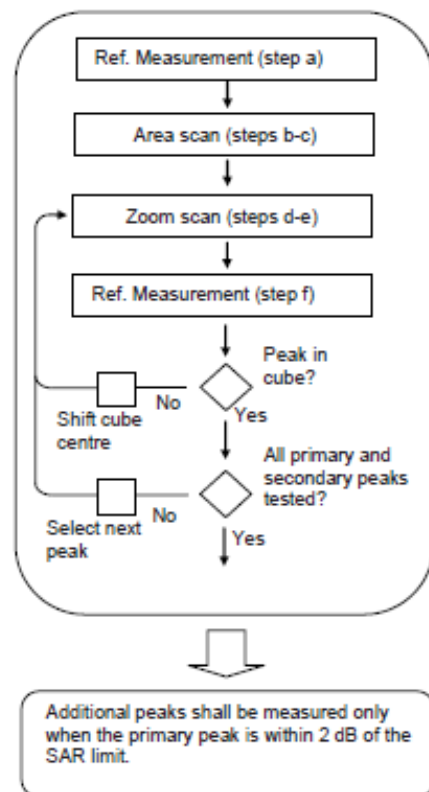 Ref. Measurement (step a)
Area scan (steps b-c)
Zoom scan (steps d-e)
Ref. Measurement (step f)
Peak in
cube?
No
Yes
Shift cube
centre
All primary and
secondary peaks
tested?
No
Yes
Select next
peak
Additional peaks shall be measured only
when the primary peak is within 2 dB of the
SAR limit.